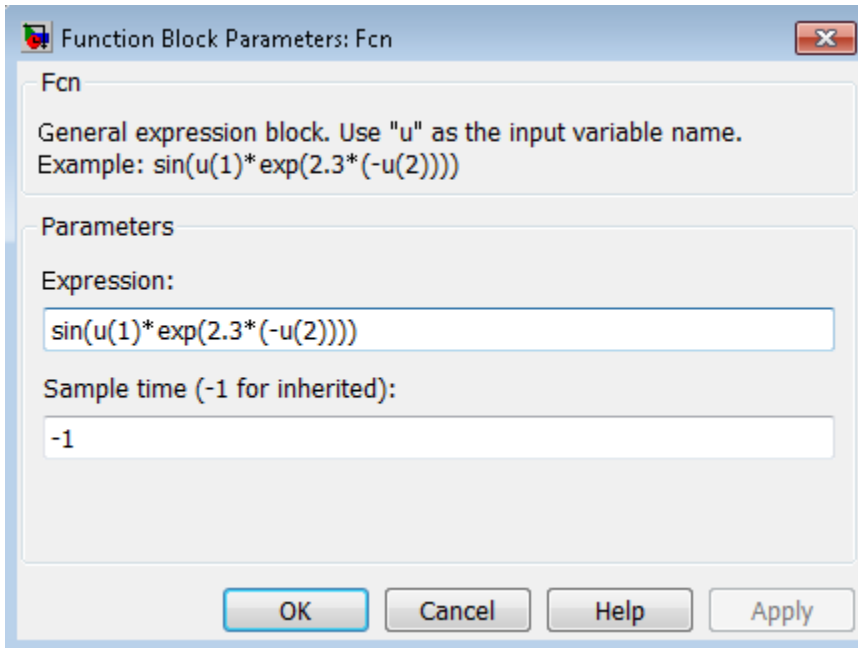 Function Block Parameters: Fcn
Fcn
General expression block. Use "u" as the input variable name.
Example: sin(u(1)*exp(2.3*(-u(2))))
Parameters
Expression:
sin(u(1)*exp(2.3*(-u(2))))
Sample time (-1 for inherited):
-1
OK Cancel Help Apply